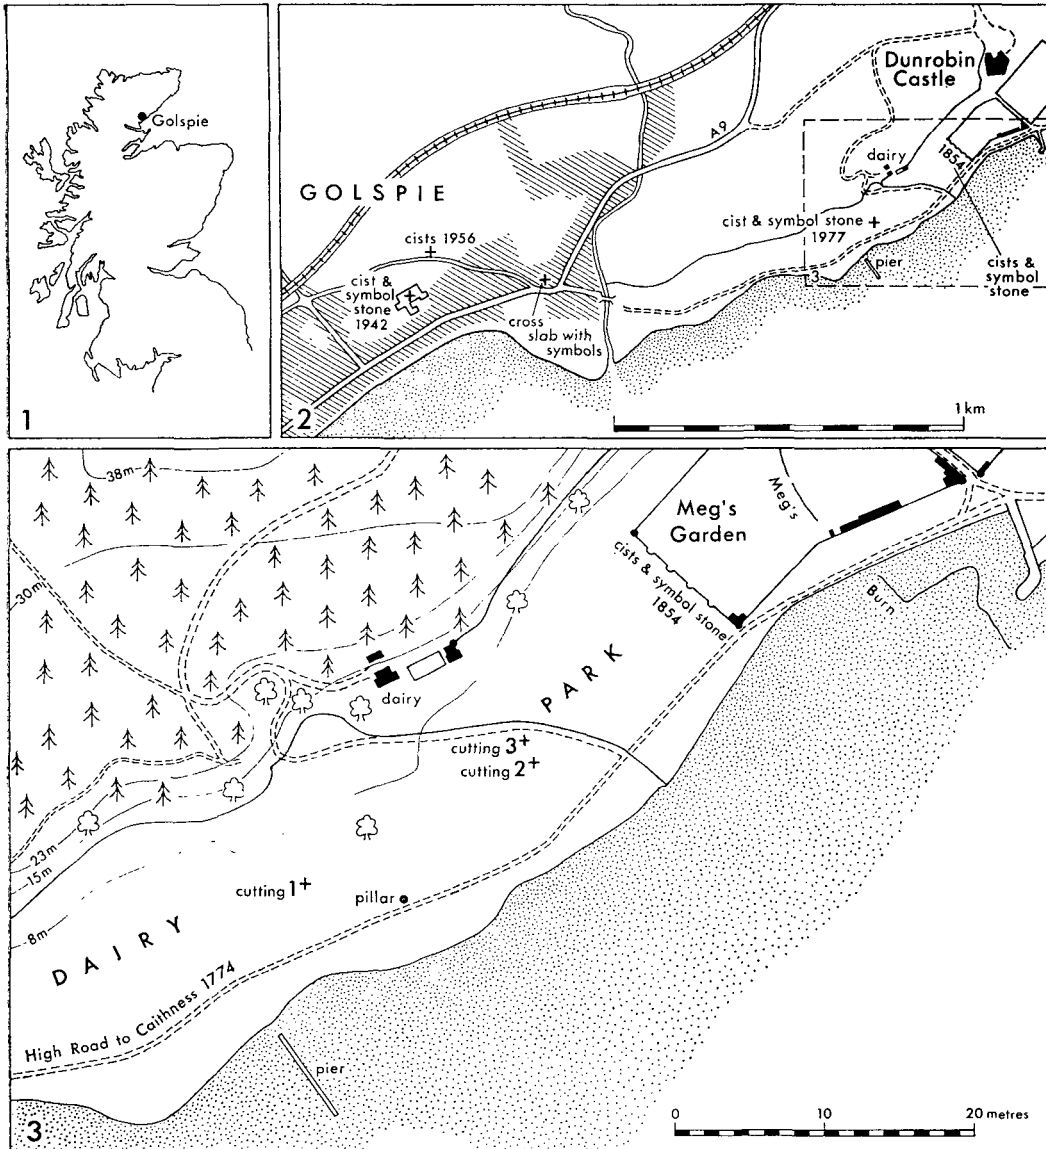 Golspie
1
Dunrobin
Castle
A9
GOLSPIE
dairy
1854
cist & symbol stone
1977
cists 1956
cist &
symbol
stone
1942
cross
slab with
symbols
3
pier
cists &
symbol
stone
2
1 km
38m
30m
Meg's
Garden
Meg's
Burn
cists & symbol stone
1854
dairy
PARK
cutting 3
cutting 2
23m
15m
8m
cutting 1
pillar
DAIRY
High Road to Caithness 1774
pier
3
0 10 20 metres